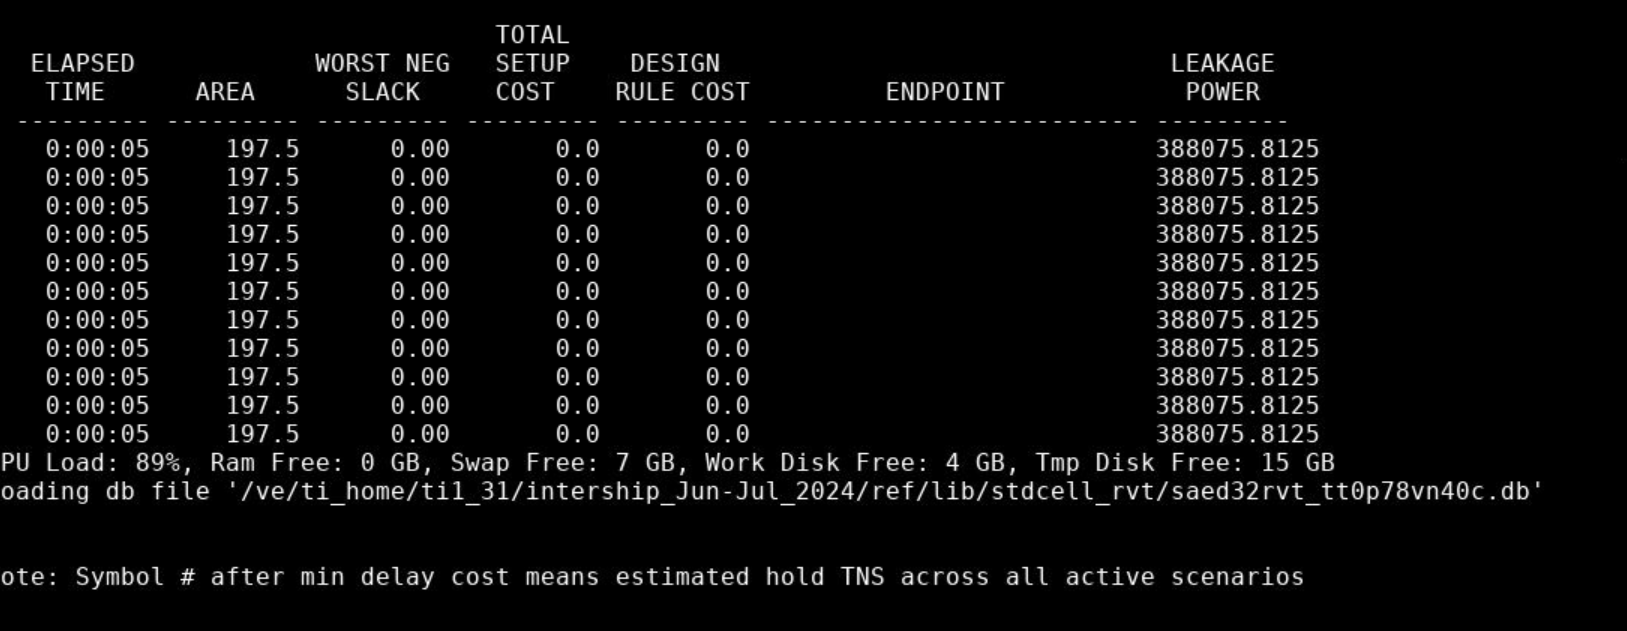 TOTAL
ELAPSED WORST NEG SETUP DESIGN LEAKAGE
TIME AREA SLACK COST RULE COST ENDPOINT POWER
--------- --------- --------- --------- --------- ------------------------- ---------
0:00:05 197.5 0.00 0.0 0.0 388075.8125
0:00:05 197.5 0.00 0.0 0.0 388075.8125
0:00:05 197.5 0.00 0.0 0.0 388075.8125
0:00:05 197.5 0.00 0.0 0.0 388075.8125
0:00:05 197.5 0.00 0.0 0.0 388075.8125
0:00:05 197.5 0.00 0.0 0.0 388075.8125
0:00:05 197.5 0.00 0.0 0.0 388075.8125
0:00:05 197.5 0.00 0.0 0.0 388075.8125
0:00:05 197.5 0.00 0.0 0.0 388075.8125
0:00:05 197.5 0.00 0.0 0.0 388075.8125
0:00:05 197.5 0.00 0.0 0.0 388075.8125
PU Load: 89%, Ram Free: 0 GB, Swap Free: 7 GB, Work Disk Free: 4 GB, Tmp Disk Free: 15 GB
oading db file '/ve/ti_home/ti1_31/intership_Jun-Jul_2024/ref/lib/stdcell_rvt/saed32rvt_tt0p78vn40c.db'
ote: Symbol # after min delay cost means estimated hold TNS across all active scenarios